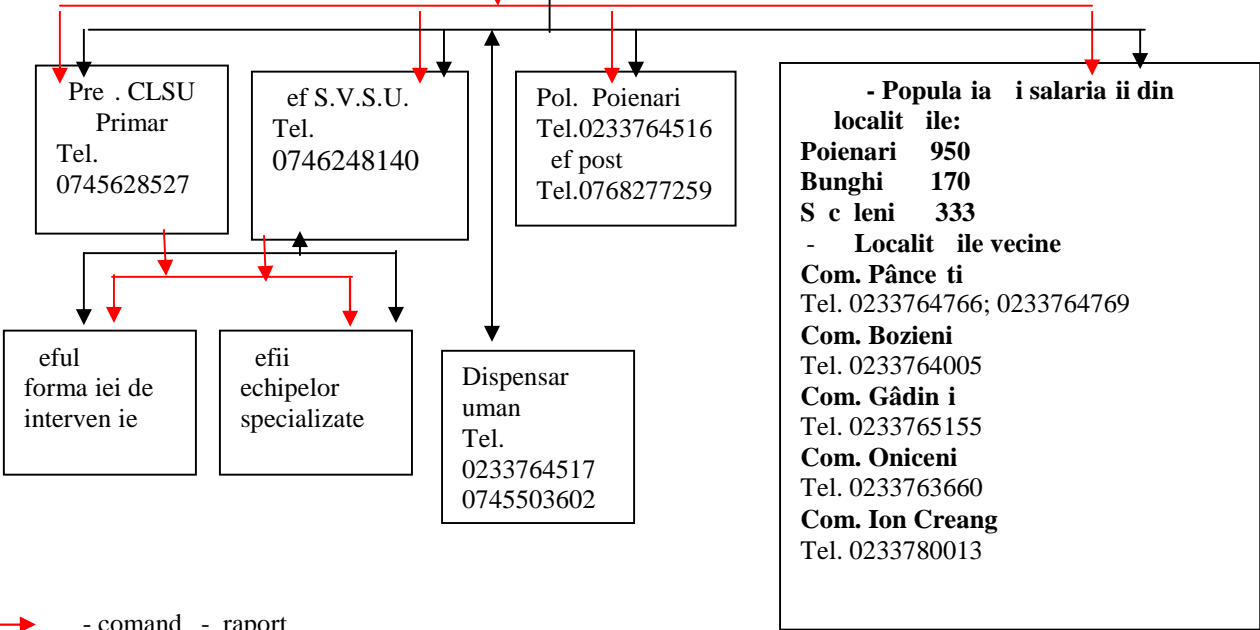 Pre . CLSU
Primar
Tel.
0745628527
ef S.V.S.U.
Tel.
0746248140
Pol. Poienari
Tel.0233764516
ef post
Tel.0768277259
- Popula ia i salaria ii din
localit ile:
Poienari 950
Bunghi 170
S c leni 333
- Localit ile vecine
Com. Pânce ti
Tel. 0233764766; 0233764769
Com. Bozieni
Tel. 0233764005
Com. Gâdin i
Tel. 0233765155
Com. Oniceni
Tel. 0233763660
Com. Ion Creang
Tel. 0233780013
eful
forma iei de
interven ie
efii
echipelor
specializate
Dispensar
uman
Tel.
0233764517
0745503602
- comand - raport